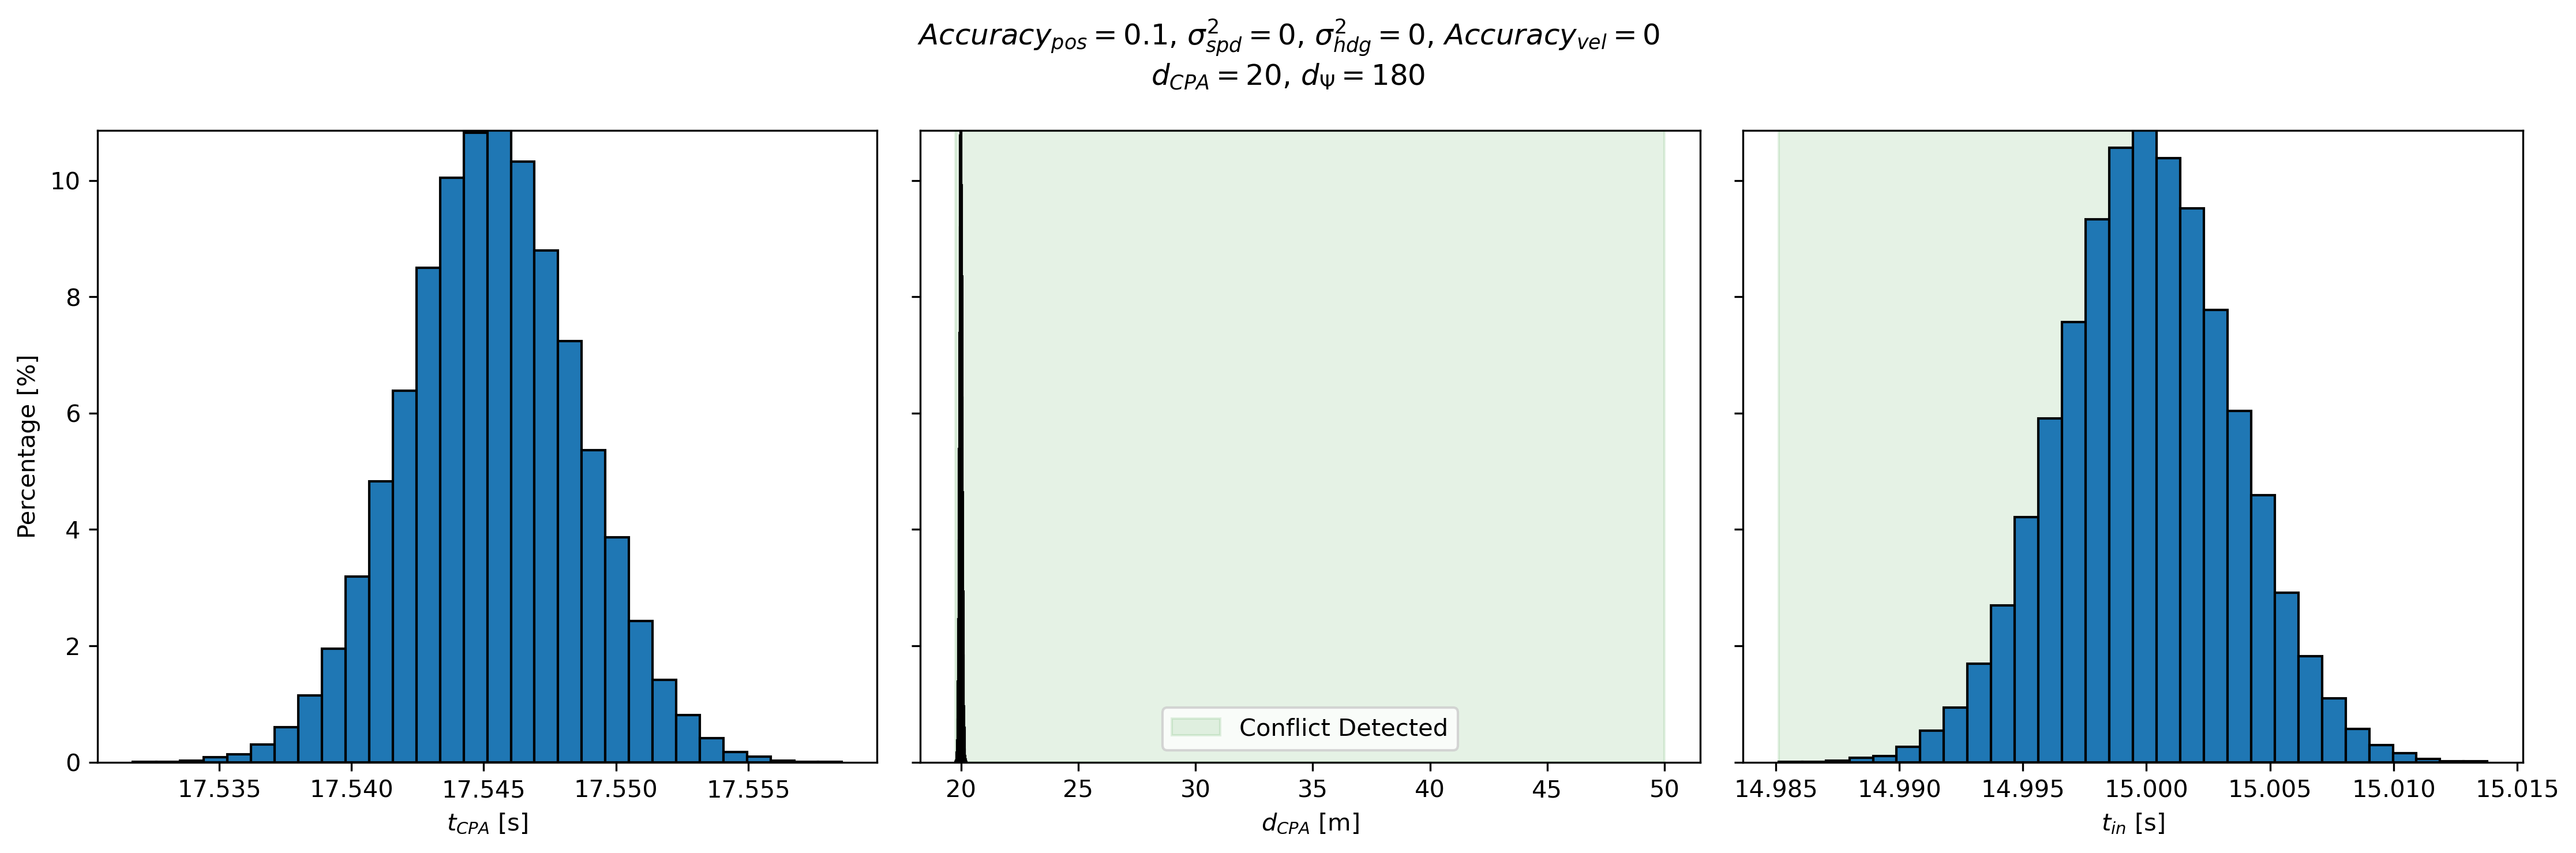 Accuracy_pos = 0.1, σ²_spd = 0, σ²_hdg = 0, Accuracy_vel = 0
d_CPA = 20, d_Ψ = 180
Percentage [%]
10
8
6
4
2
0
17.535 17.540 17.545 17.550 17.555
t_CPA [s]
Conflict Detected
20 25 30 35 40 45 50
d_CPA [m]
14.985 14.990 14.995 15.000 15.005 15.010 15.015
t_in [s]